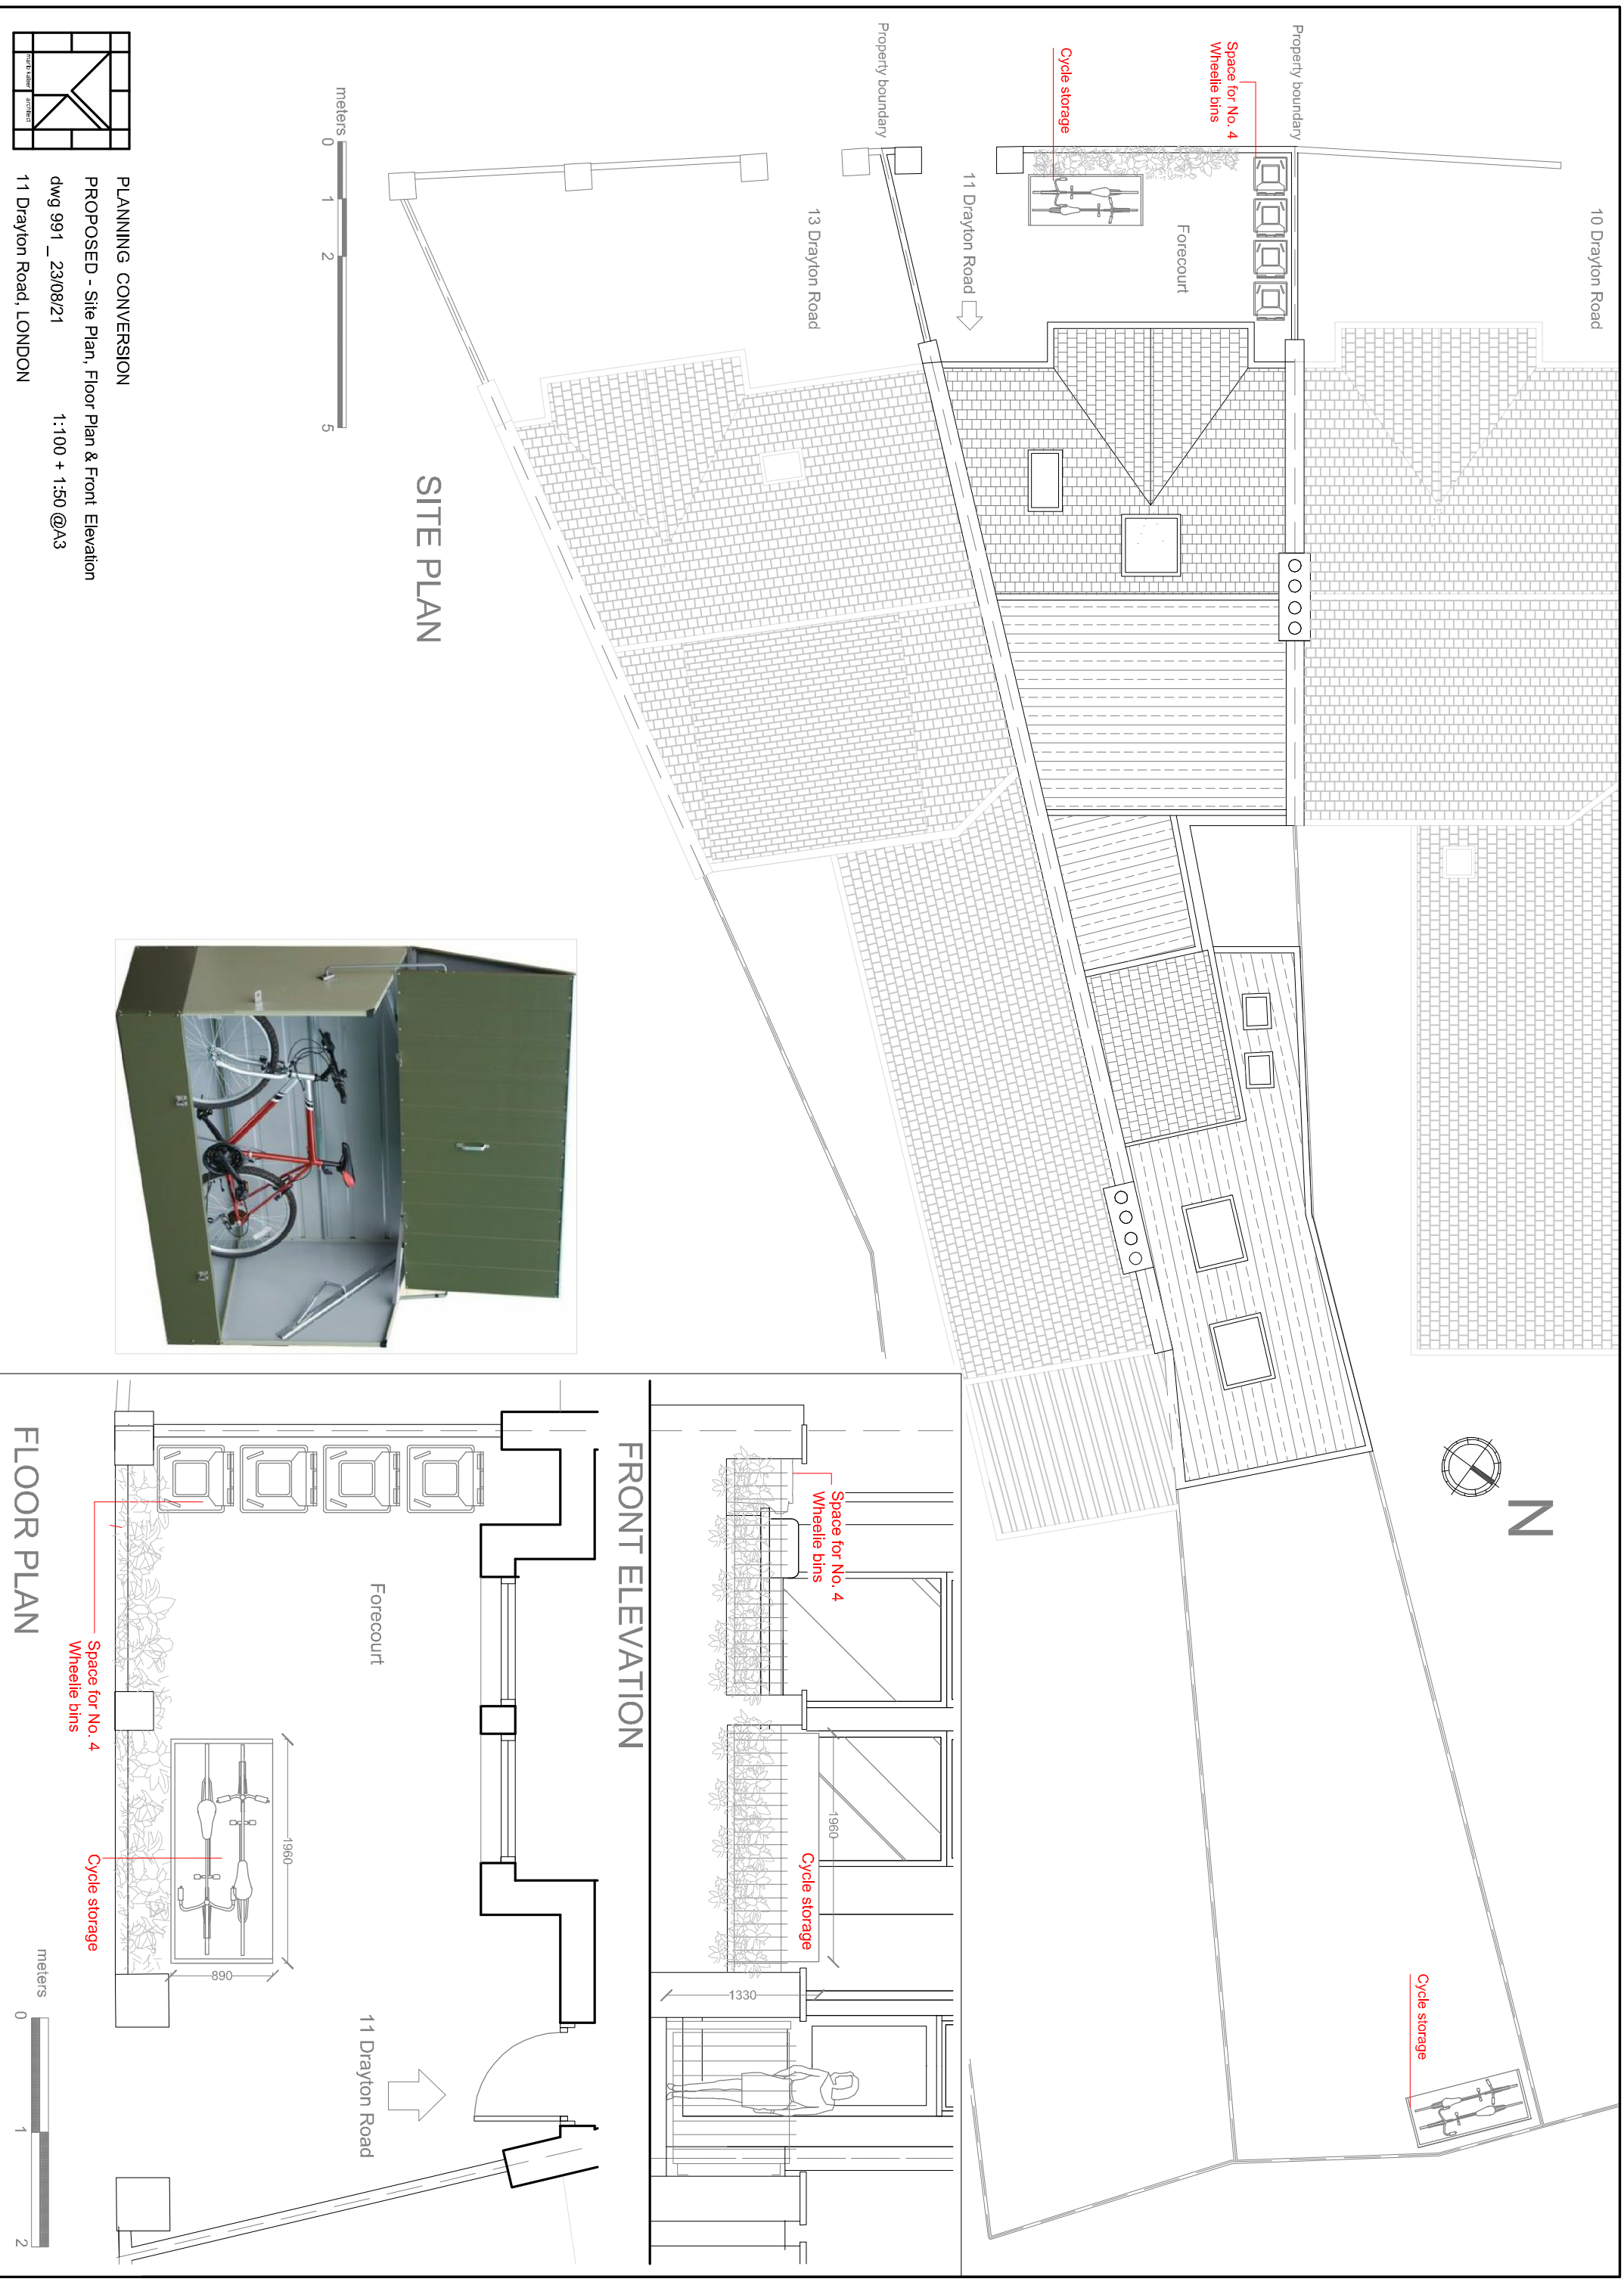 10 Drayton Road
Property boundary
Space for No. 4
Wheelie bins
Forecourt
Cycle storage
11 Drayton Road
Property boundary
13 Drayton Road
N
Cycle storage
SITE PLAN
meters
0
1
2
5
Space for No. 4
Wheelie bins
1960
Cycle storage
1330
FRONT ELEVATION
Forecourt
11 Drayton Road
1960
890
Space for No. 4
Wheelie bins
Cycle storage
FLOOR PLAN
meters
0
1
2
architect
PLANNING CONVERSION
PROPOSED - Site Plan, Floor Plan & Front Elevation
dwg 991 _ 23/08/21 1:100 + 1:50 @A3
11 Drayton Road, LONDON